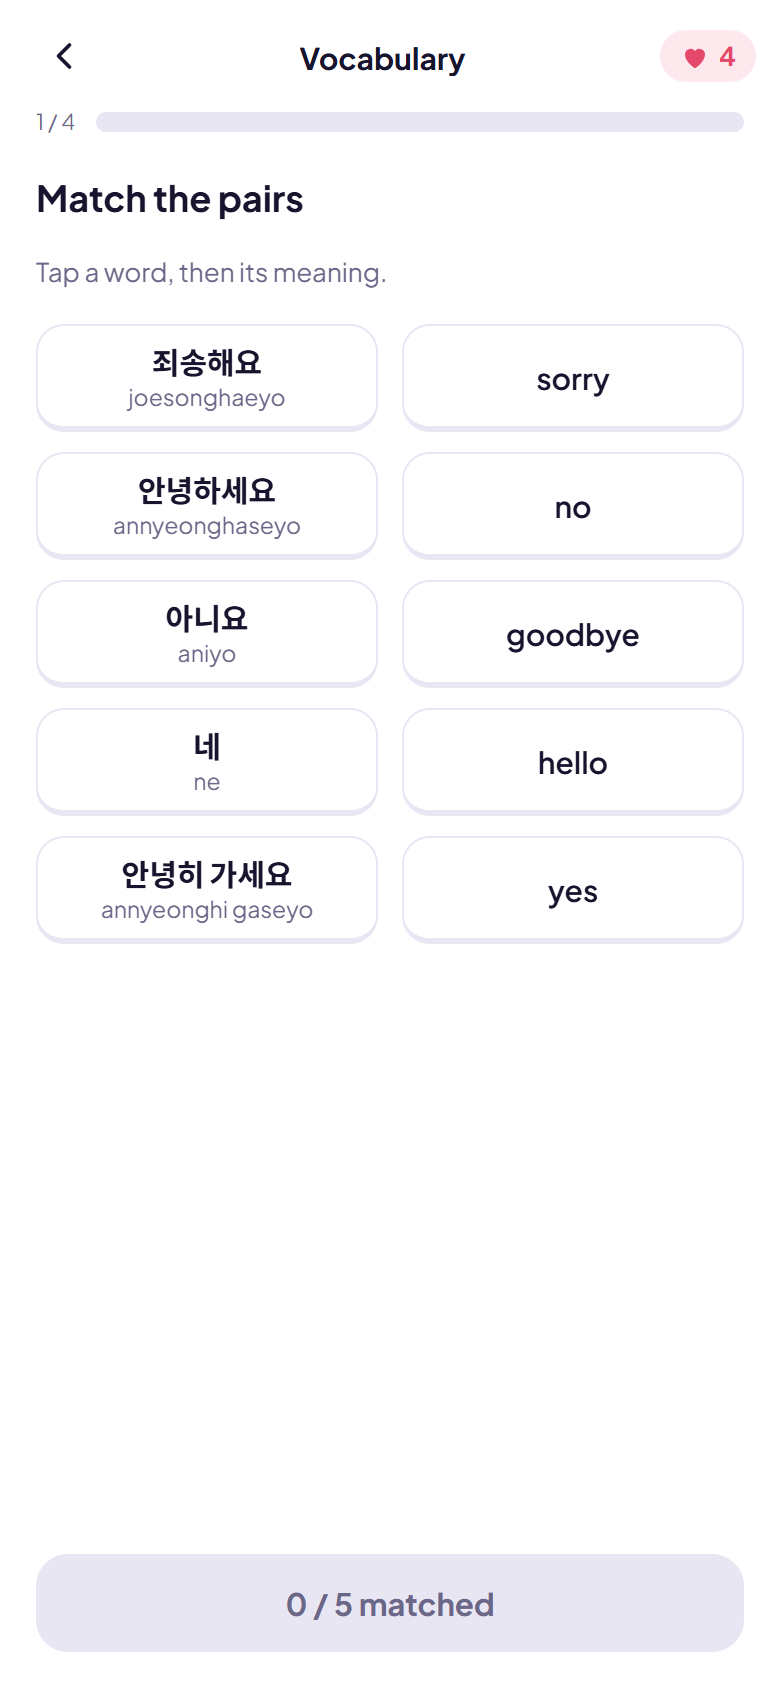 Vocabulary
4
1 / 4
Match the pairs
Tap a word, then its meaning.
죄송해요
joesonghaeyo
sorry
안녕하세요
annyeonghaseyo
no
아니요
aniyo
goodbye
네
ne
hello
안녕히 가세요
annyeonghi gaseyo
yes
0 / 5 matched